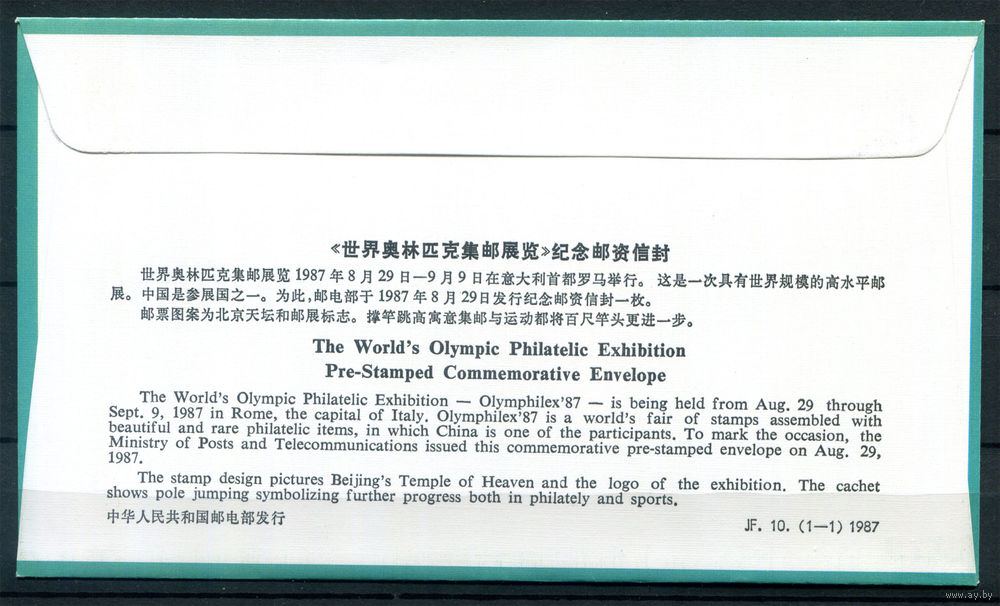 《世界奥林匹克集邮展览》纪念邮资信封
世界奥林匹克集邮展览 1987 年 8 月 29 日—9 月 9 日在意大利首都罗马举行。 这是一次具有世界规模的高水平邮
展。中国是参展国之一。为此,邮电部于 1987 年 8 月 29 日发行纪念邮资信封一枚。
邮票图案为北京天坛和邮展标志。撑竿跳高寓意集邮与运动都将百尺竿头更进一步。
The World's Olympic Philatelic Exhibition
Pre-Stamped Commemorative Envelope
The World's Olympic Philatelic Exhibition — Olymphilex'87 — is being held from Aug. 29 through
Sept. 9, 1987 in Rome, the capital of Italy. Olymphilex'87 is a world's fair of stamps assembled with
beautiful and rare philatelic items, in which China is one of the participants. To mark the occasion, the
Ministry of Posts and Telecommunications issued this commemorative pre-stamped envelope on Aug. 29,
1987.
The stamp design pictures Beijing's Temple of Heaven and the logo of the exhibition. The cachet
shows pole jumping symbolizing further progress both in philately and sports.
中华人民共和国邮电部发行
JF. 10. (1—1) 1987
www.ay.by